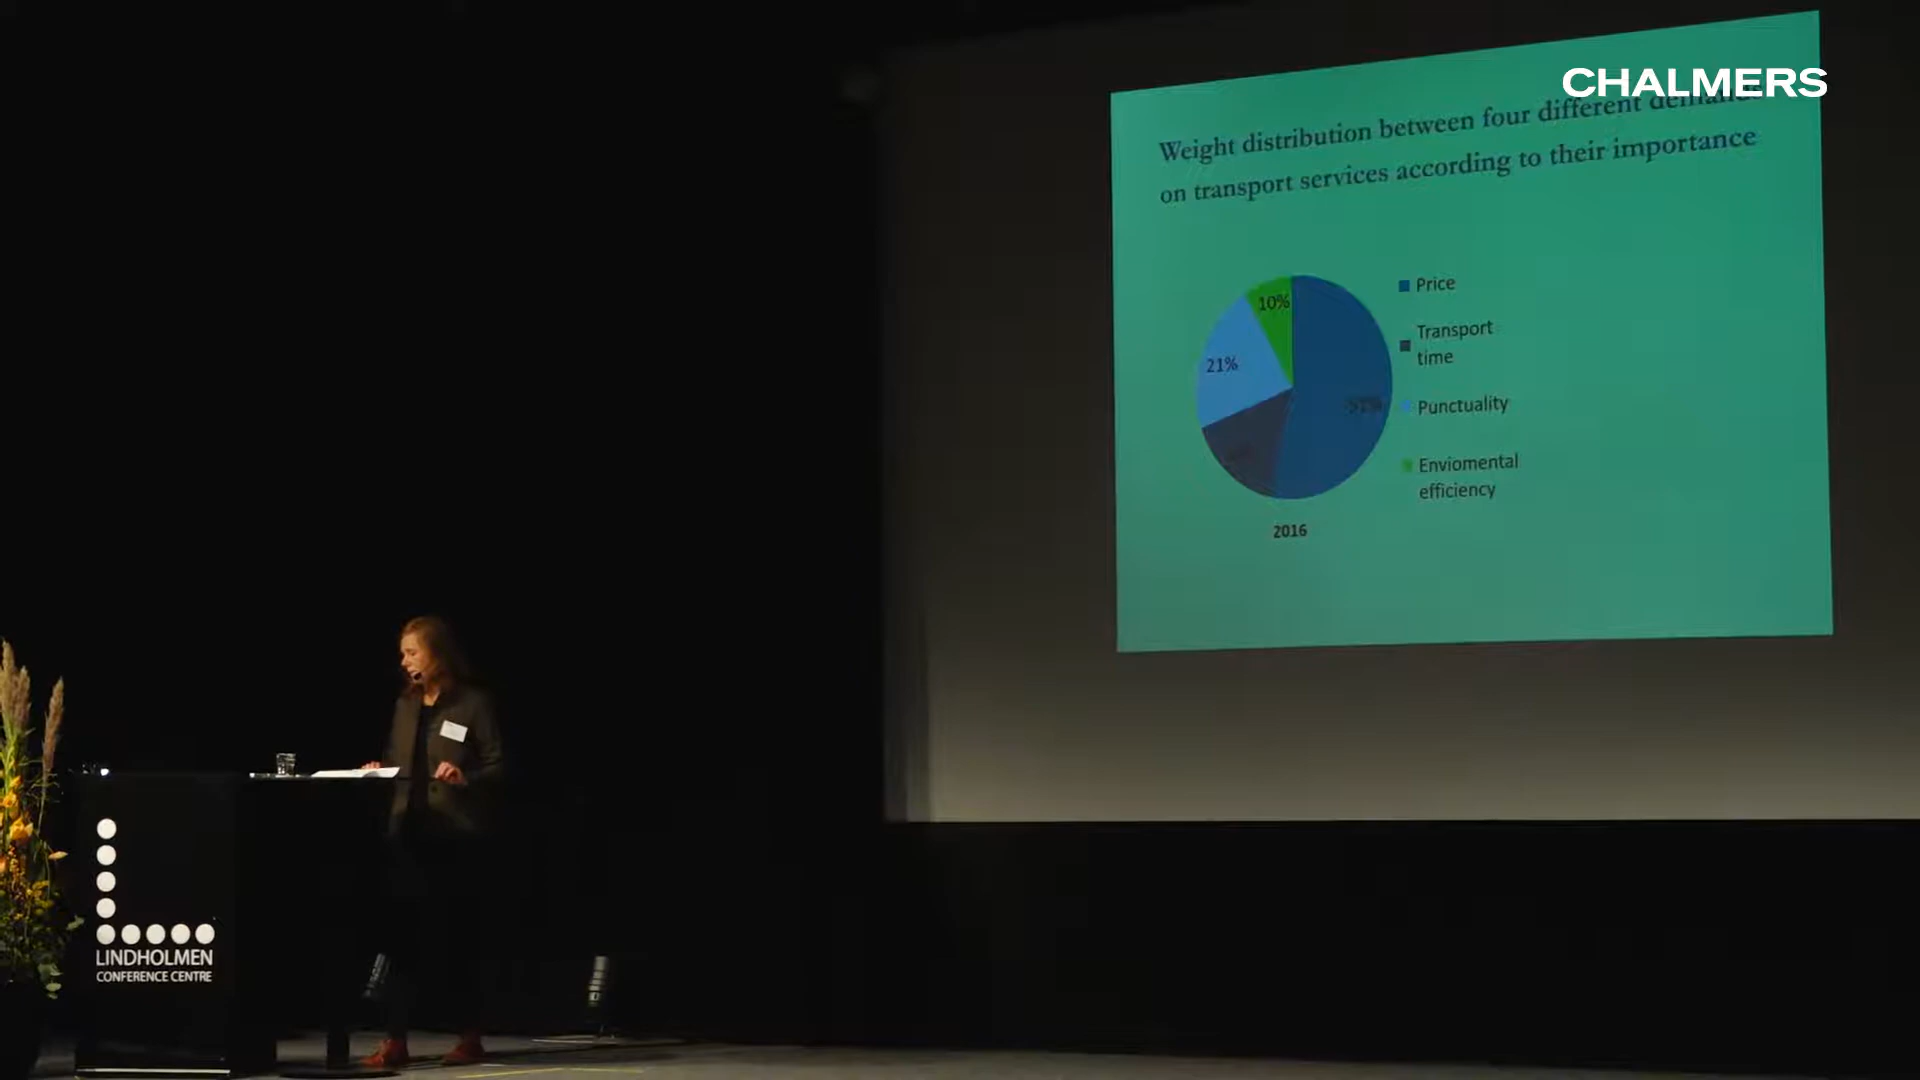 CHALMERS
Weight distribution between four different demands
on transport services according to their importance
10%
21%
Price
Transport
time
Punctuality
Enviomental
efficiency
2016
LINDHOLMEN
CONFERENCE CENTRE